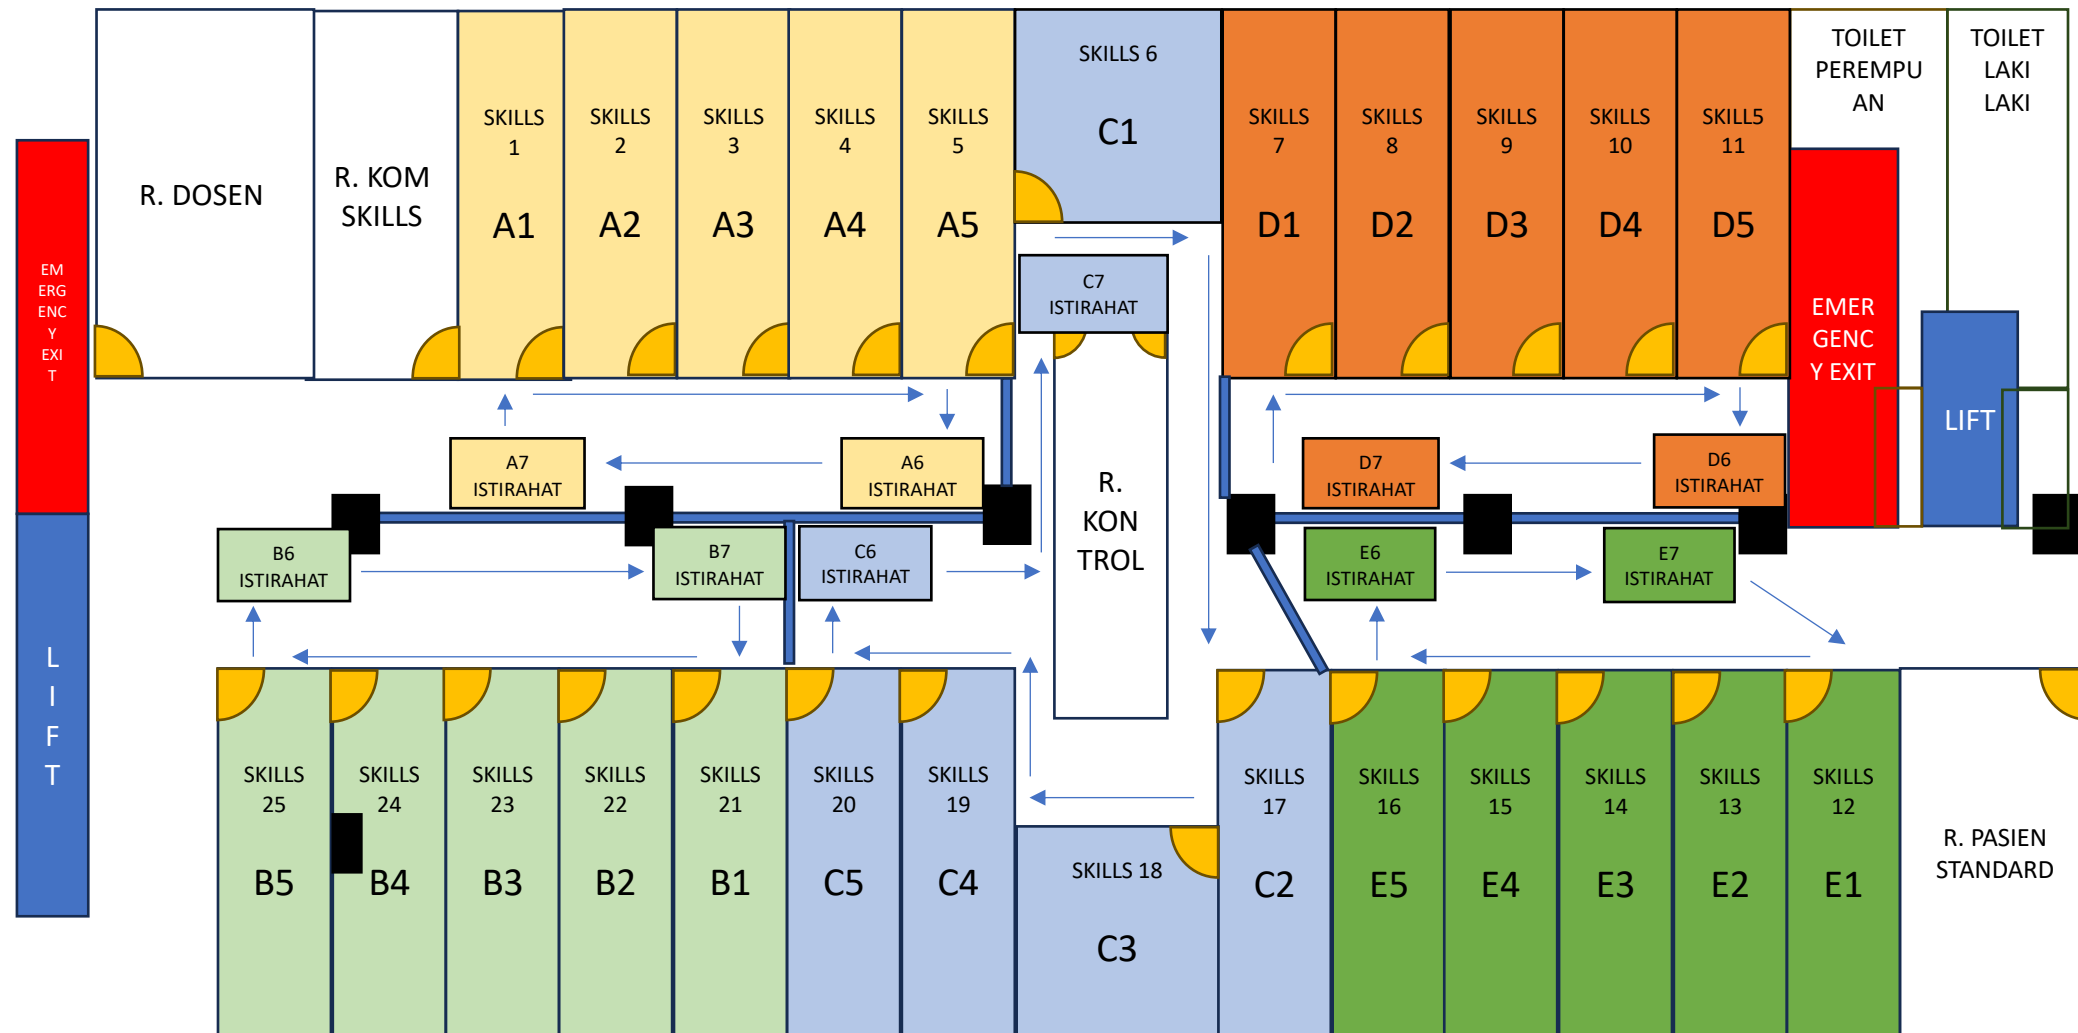 R. DOSEN
R. KOM
SKILLS
SKILLS
1
A1
SKILLS
2
A2
SKILLS
3
A3
SKILLS
4
A4
SKILLS
5
A5
SKILLS 6
C1
SKILLS
7
D1
SKILLS
8
D2
SKILLS
9
D3
SKILLS
10
D4
SKILL5
11
D5
TOILET
PEREMPU
AN
TOILET
LAKI
LAKI
EM
ERG
ENC
Y
EXI
T
C7
ISTIRAHAT
EMER
GENC
Y EXIT
LIFT
A7
ISTIRAHAT
A6
ISTIRAHAT
R.
KON
TROL
D7
ISTIRAHAT
D6
ISTIRAHAT
B6
ISTIRAHAT
B7
ISTIRAHAT
C6
ISTIRAHAT
E6
ISTIRAHAT
E7
ISTIRAHAT
L
I
F
T
SKILLS
25
B5
SKILLS
24
B4
SKILLS
23
B3
SKILLS
22
B2
SKILLS
21
B1
SKILLS
20
C5
SKILLS
19
C4
SKILLS 18
C3
SKILLS
17
C2
SKILLS
16
E5
SKILLS
15
E4
SKILLS
14
E3
SKILLS
13
E2
SKILLS
12
E1
R. PASIEN
STANDARD